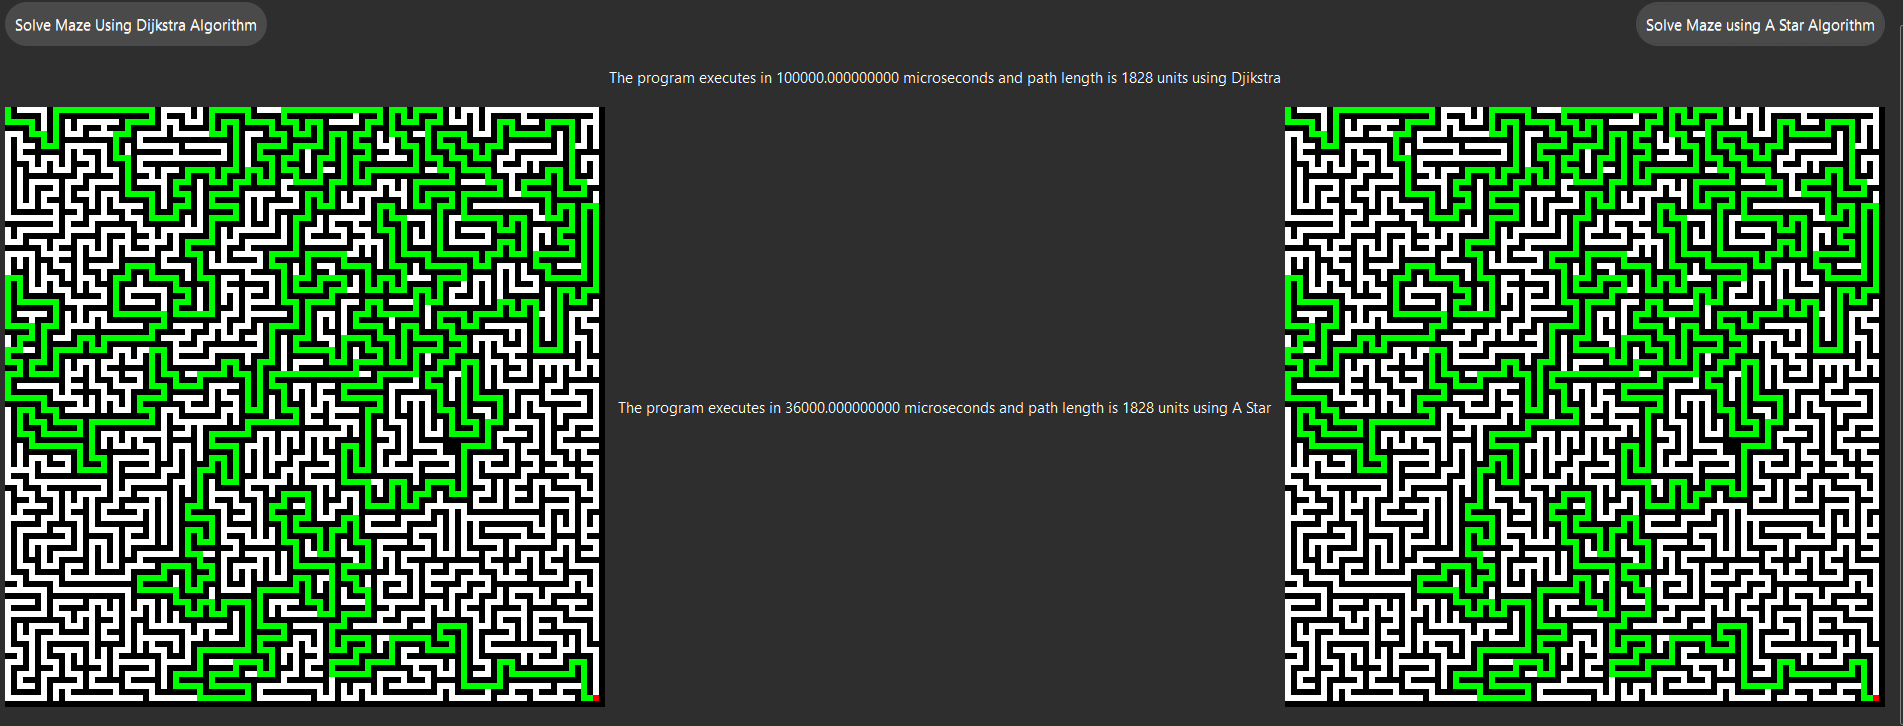 Solve Maze Using Dijkstra Algorithm
Solve Maze using A Star Algorithm
The program executes in 100000.000000000 microseconds and path length is 1828 units using Djikstra
The program executes in 36000.000000000 microseconds and path length is 1828 units using A Star